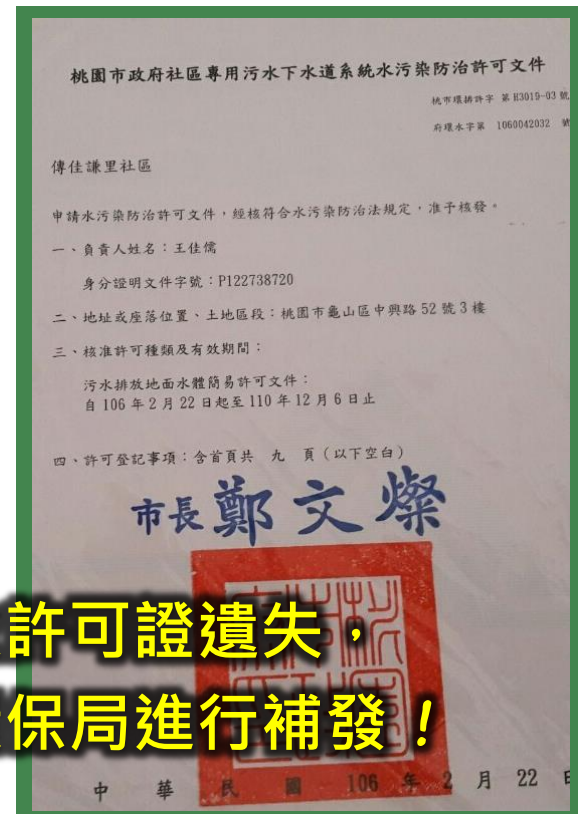 桃園市政府社區專用污水下水道系統水污染防治許可文件
桃市環排許字 第 H3019-03 號
府環水字第 1060042032 號
傳佳謙里社區
申請水污染防治許可文件,經核符合水污染防治法規定,准予核發。
一、負責人姓名:王佳儒
身分證明文件字號:P122738720
二、地址或座落位置、土地區段:桃園市龜山區中興路 52 號 3 樓
三、核准許可種類及有效期間:
污水排放地面水體簡易許可文件:
自 106 年 2 月 22 日起至 110 年 12 月 6 日止
四、許可登記事項:含首頁共 九 頁(以下空白)
市長鄭文燦
許可證遺失,
保局進行補發!
中 華 民 國 106 年 2 月 22 日